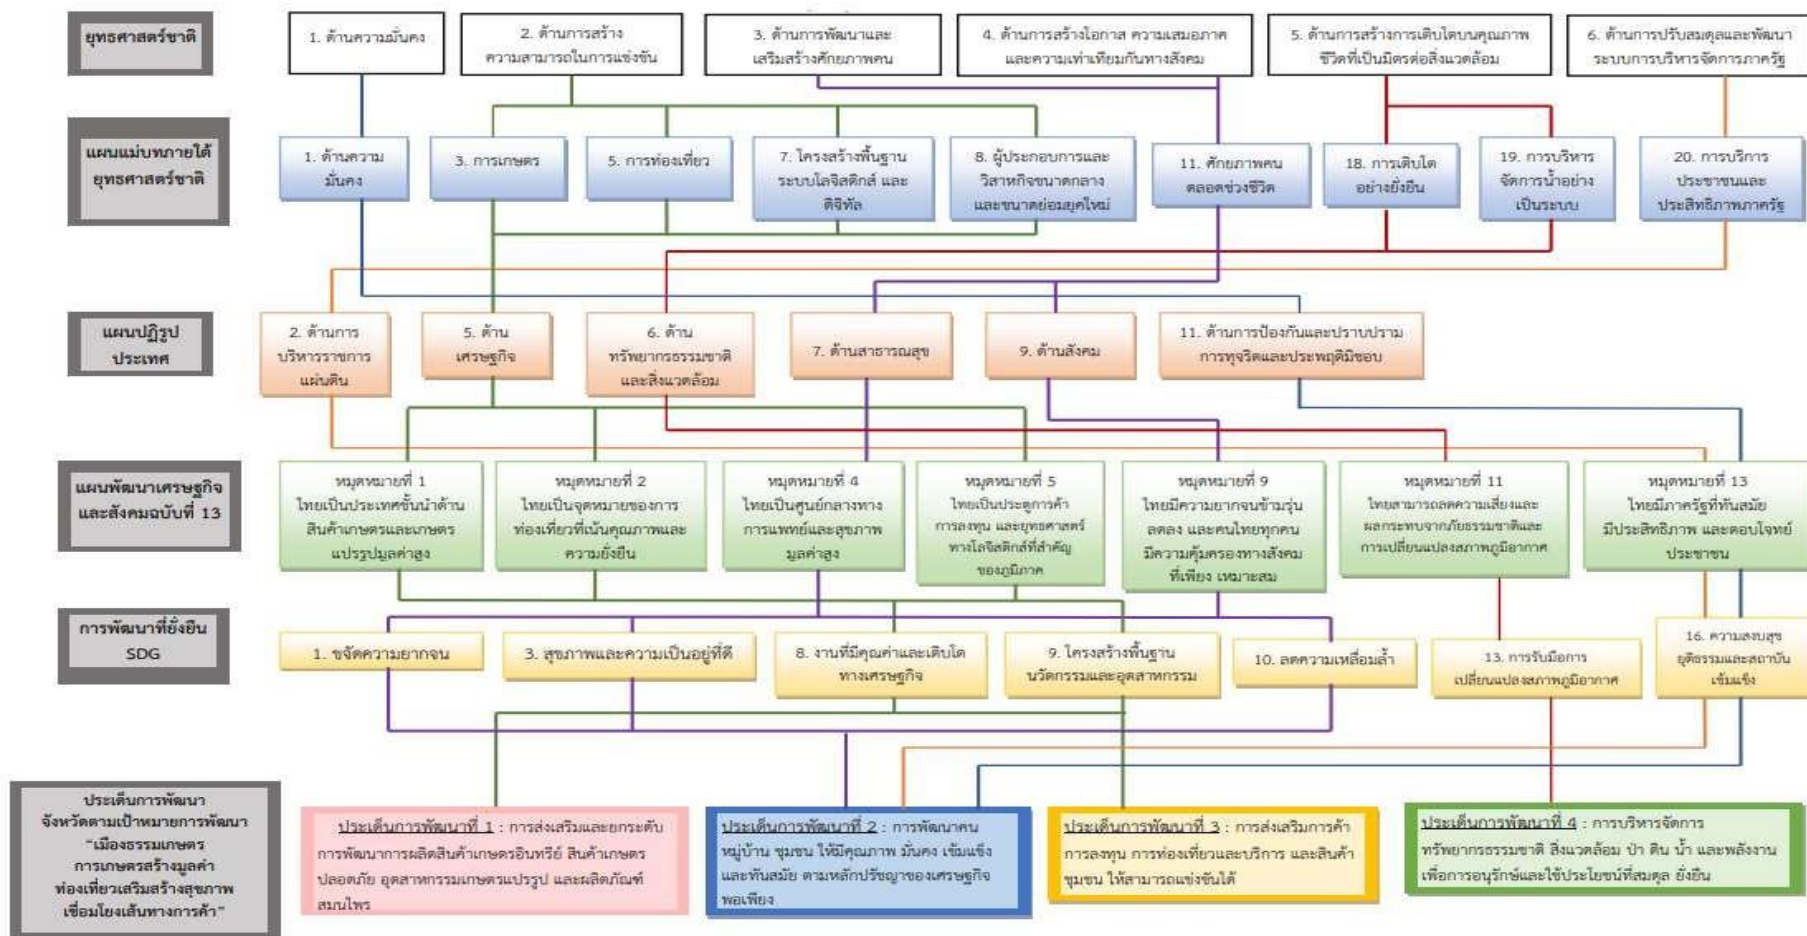 ยุทธศาสตร์ชาติ
1. ด้านความมั่นคง
2. ด้านการสร้าง
ความสามารถในการแข่งขัน
3. ด้านการพัฒนาและ
เสริมสร้างศักยภาพคน
4. ด้านการสร้างโอกาส ความเสมอภาค
และความเท่าเทียมกันทางสังคม
5. ด้านการสร้างการเติบโตบนคุณภาพ
ชีวิตที่เป็นมิตรต่อสิ่งแวดล้อม
6. ด้านการปรับสมดุลและพัฒนา
ระบบการบริหารจัดการภาครัฐ
แผนแม่บทภายใต้
ยุทธศาสตร์ชาติ
1. ด้านความ
มั่นคง
3. การเกษตร
5. การท่องเที่ยว
7. โครงสร้างพื้นฐาน
ระบบโลจิสติกส์ และ
ดิจิทัล
8. ผู้ประกอบการและ
วิสาหกิจขนาดกลาง
และขนาดย่อมยุคใหม่
11. ศักยภาพคน
ตลอดช่วงชีวิต
18. การเติบโต
อย่างยั่งยืน
19. การบริหาร
จัดการน้ำอย่าง
เป็นระบบ
20. การบริการ
ประชาชนและ
ประสิทธิภาพภาครัฐ
แผนปฏิรูป
ประเทศ
2. ด้านการ
บริหารราชการ
แผ่นดิน
5. ด้าน
เศรษฐกิจ
6. ด้าน
ทรัพยากรธรรมชาติ
และสิ่งแวดล้อม
7. ด้านสาธารณสุข
9. ด้านสังคม
11. ด้านการป้องกันและปราบปราม
การทุจริตและประพฤติมิชอบ
แผนพัฒนาเศรษฐกิจ
และสังคมฉบับที่ 13
หมุดหมายที่ 1
ไทยเป็นประเทศชั้นนำด้าน
สินค้าเกษตรและเกษตร
แปรรูปมูลค่าสูง
หมุดหมายที่ 2
ไทยเป็นจุดหมายของการ
ท่องเที่ยวที่เน้นคุณภาพและ
ความยั่งยืน
หมุดหมายที่ 4
ไทยเป็นศูนย์กลางทาง
การแพทย์และสุขภาพ
มูลค่าสูง
หมุดหมายที่ 5
ไทยเป็นประตูการค้า
การลงทุน และยุทธศาสตร์
ทางโลจิสติกส์ที่สำคัญ
ของภูมิภาค
หมุดหมายที่ 9
ไทยมีความยากจนข้ามรุ่น
ลดลง และคนไทยทุกคน
มีความคุ้มครองทางสังคม
ที่เพียง เหมาะสม
หมุดหมายที่ 11
ไทยสามารถลดความเสี่ยงและ
ผลกระทบจากภัยธรรมชาติและ
การเปลี่ยนแปลงสภาพภูมิอากาศ
หมุดหมายที่ 13
ไทยมีภาครัฐที่ทันสมัย
มีประสิทธิภาพ และตอบโจทย์
ประชาชน
การพัฒนาที่ยั่งยืน
SDG
1. ขจัดความยากจน
3. สุขภาพและความเป็นอยู่ที่ดี
8. งานที่มีคุณค่าและเติบโต
ทางเศรษฐกิจ
9. โครงสร้างพื้นฐาน
นวัตกรรมและอุตสาหกรรม
10. ลดความเหลื่อมล้ำ
13. การรับมือการ
เปลี่ยนแปลงสภาพภูมิอากาศ
16. ความสงบสุข
ยุติธรรมและสถาบัน
เข้มแข็ง
ประเด็นการพัฒนา
จังหวัดตามเป้าหมายการพัฒนา
"เมืองธรรมเกษตร
การเกษตรสร้างมูลค่า
ท่องเที่ยวเสริมสร้างสุขภาพ
เชื่อมโยงเส้นทางการค้า"
ประเด็นการพัฒนาที่ 1 : การส่งเสริมและยกระดับ
การพัฒนาการผลิตสินค้าเกษตรอินทรีย์ สินค้าเกษตร
ปลอดภัย อุตสาหกรรมเกษตรแปรรูป และผลิตภัณฑ์
สมุนไพร
ประเด็นการพัฒนาที่ 2 : การพัฒนาคน
หมู่บ้าน ชุมชน ให้มีคุณภาพ มั่นคง เข้มแข็ง
และทันสมัย ตามหลักปรัชญาของเศรษฐกิจ
พอเพียง
ประเด็นการพัฒนาที่ 3 : การส่งเสริมการค้า
การลงทุน การท่องเที่ยวและบริการ และสินค้า
ชุมชน ให้สามารถแข่งขันได้
ประเด็นการพัฒนาที่ 4 : การบริหารจัดการ
ทรัพยากรธรรมชาติ สิ่งแวดล้อม ป่า ดิน น้ำ และพลังงาน
เพื่อการอนุรักษ์และใช้ประโยชน์ที่สมดุล ยั่งยืน